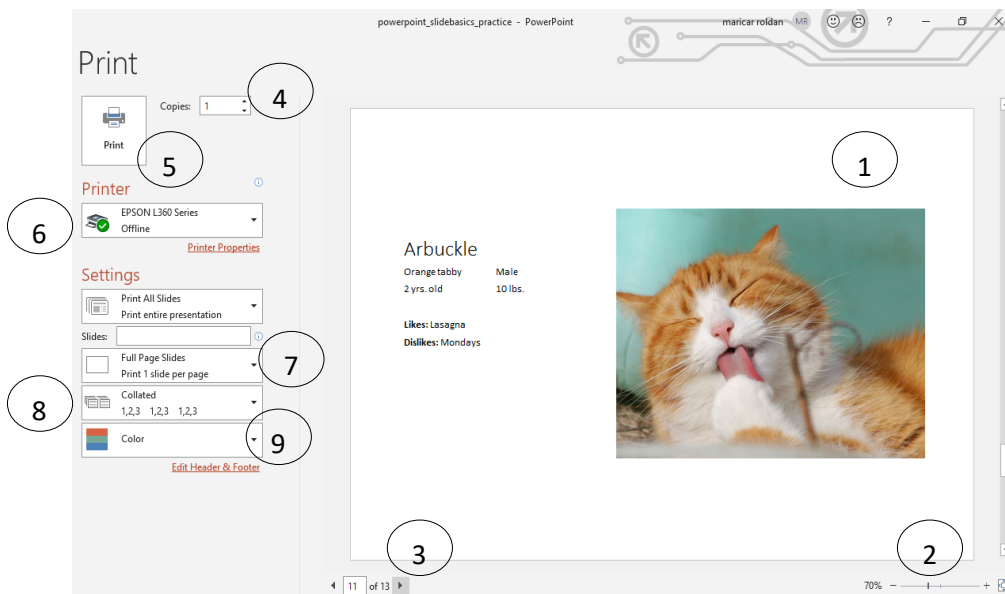 powerpoint_slidebasics_practice - PowerPoint
maricar roldan MR ?
Print
Copies: 1
4
Print
5
1
Printer
6
EPSON L360 Series
Offline
Printer Properties
Settings
Print All Slides
Print entire presentation
Slides:
Full Page Slides
Print 1 slide per page
7
8
Collated
1,2,3 1,2,3 1,2,3
Color
9
Edit Header & Footer
Arbuckle
Orange tabby Male
2 yrs. old 10 lbs.
Likes: Lasagna
Dislikes: Mondays
3
2
11 of 13
70% - +